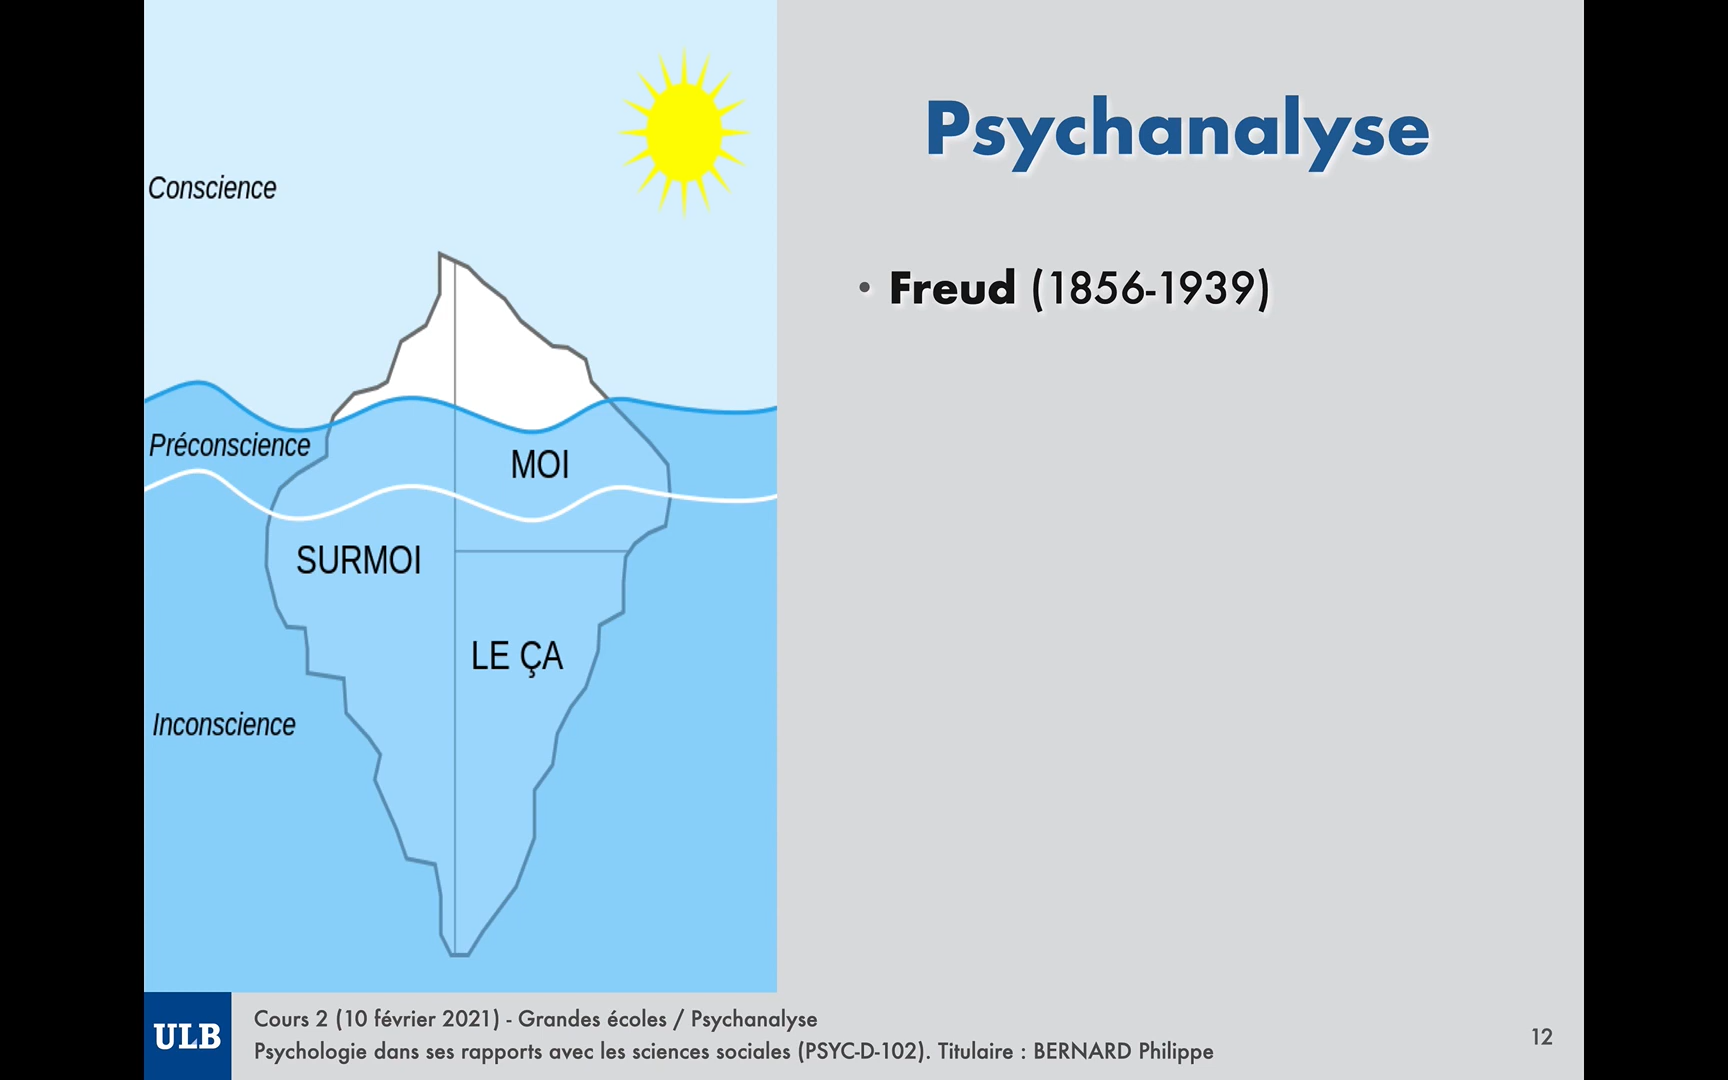 Psychanalyse
• Freud (1856-1939)
Conscience
Préconscience
MOI
SURMOI
LE ÇA
Inconscience
ULB
Cours 2 (10 février 2021) - Grandes écoles / Psychanalyse
Psychologie dans ses rapports avec les sciences sociales (PSYC-D-102). Titulaire : BERNARD Philippe
12